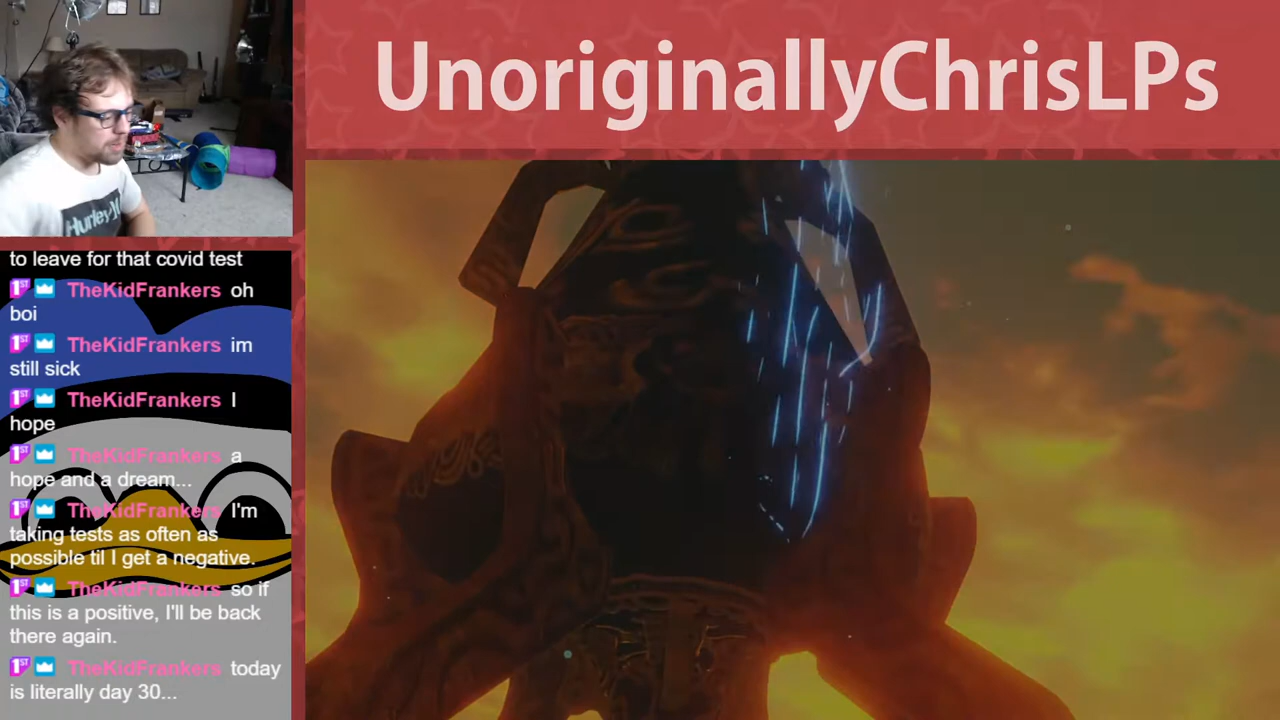 UnoriginallyChrisLPs
Hurley
to leave for that covid test
TheKidFrankers oh
boi
TheKidFrankers im
still sick
TheKidFrankers I
hope
TheKidFrankers a
hope and a dream...
TheKidFrankers I'm
taking tests as often as
possible til I get a negative.
TheKidFrankers so if
this is a positive, I'll be back
there again.
TheKidFrankers today
is literally day 30...